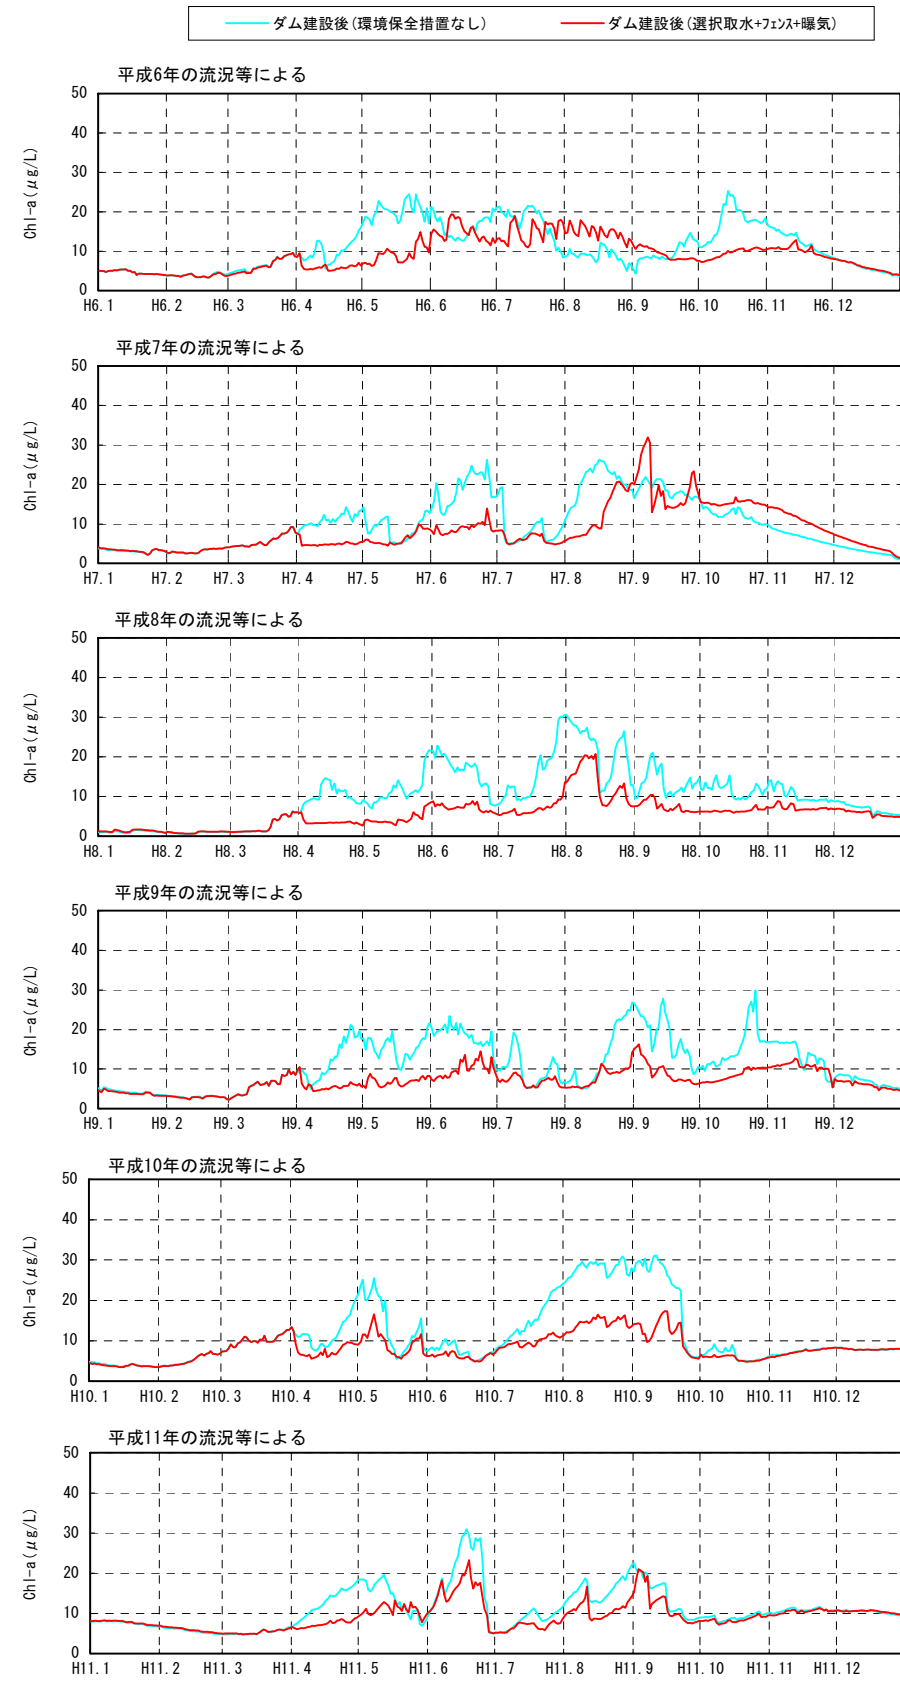 ダム建設後(環境保全措置なし) ダム建設後(選択取水+フェンス+曝気)
平成6年の流況等による
50
40
30
20
10
0
Chl-a(μg/L)
H6.1 H6.2 H6.3 H6.4 H6.5 H6.6 H6.7 H6.8 H6.9 H6.10 H6.11 H6.12
平成7年の流況等による
50
40
30
20
10
0
Chl-a(μg/L)
H7.1 H7.2 H7.3 H7.4 H7.5 H7.6 H7.7 H7.8 H7.9 H7.10 H7.11 H7.12
平成8年の流況等による
50
40
30
20
10
0
Chl-a(μg/L)
H8.1 H8.2 H8.3 H8.4 H8.5 H8.6 H8.7 H8.8 H8.9 H8.10 H8.11 H8.12
平成9年の流況等による
50
40
30
20
10
0
Chl-a(μg/L)
H9.1 H9.2 H9.3 H9.4 H9.5 H9.6 H9.7 H9.8 H9.9 H9.10 H9.11 H9.12
平成10年の流況等による
50
40
30
20
10
0
Chl-a(μg/L)
H10.1 H10.2 H10.3 H10.4 H10.5 H10.6 H10.7 H10.8 H10.9 H10.10 H10.11 H10.12
平成11年の流況等による
50
40
30
20
10
0
Chl-a(μg/L)
H11.1 H11.2 H11.3 H11.4 H11.5 H11.6 H11.7 H11.8 H11.9 H11.10 H11.11 H11.12